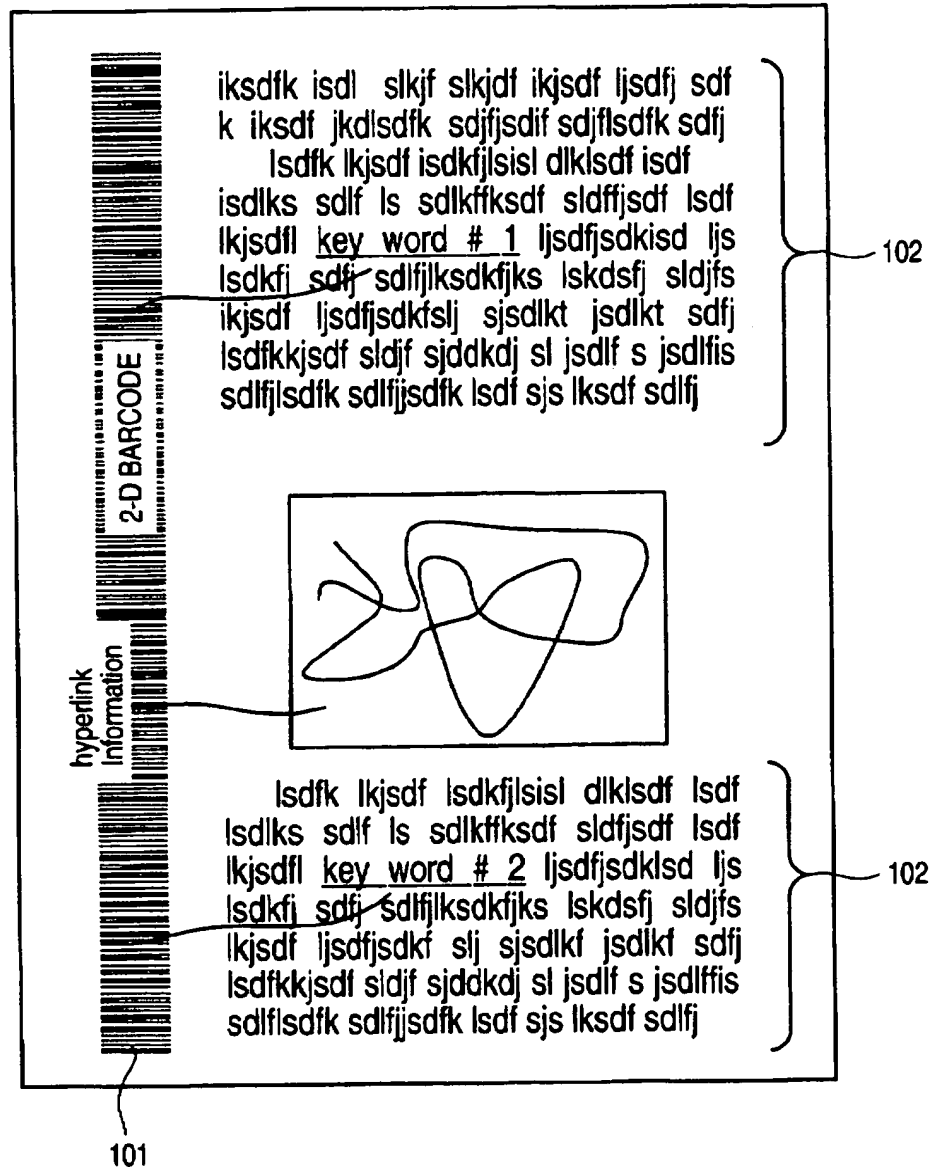 iksdfk isdl slkjf slkjdf ikjsdf ljsdfj sdf
k iksdf jkdlsdfk sdjfjsdif sdjflsdfk sdfj
lsdfk lkjsdf isdkfjlsisl dlklsdf isdf
isdlks sdlf ls sdlkffksdf sldffjsdf lsdf
lkjsdfl key word # 1 ljsdfjsdkisd ljs
lsdkfj sdfj sdlfjlksdkfjks lskdsfj sldjfs
ikjsdf ljsdfjsdkfslj sjsdlkt jsdlkt sdfj
lsdfkkjsdf sldjf sjddkdj sl jsdlf s jsdlfis
sdlfjlsdfk sdlfjjsdfk lsdf sjs lksdf sdlfj
102
2-D BARCODE
hyperlink
Information
lsdfk lkjsdf lsdkfjlsisl dlklsdf lsdf
lsdlks sdlf ls sdlkffksdf sldfjsdf lsdf
lkjsdfl key word # 2 ljsdfjsdklsd ljs
lsdkfj sdfj sdlfjlksdkfjks lskdsfj sldjfs
lkjsdf ljsdfjsdkf slj sjsdlkf jsdlkf sdfj
lsdfkkjsdf sldjf sjddkdj sl jsdlf s jsdlffis
sdlflsdfk sdlfjjsdfk lsdf sjs lksdf sdlfj
102
101